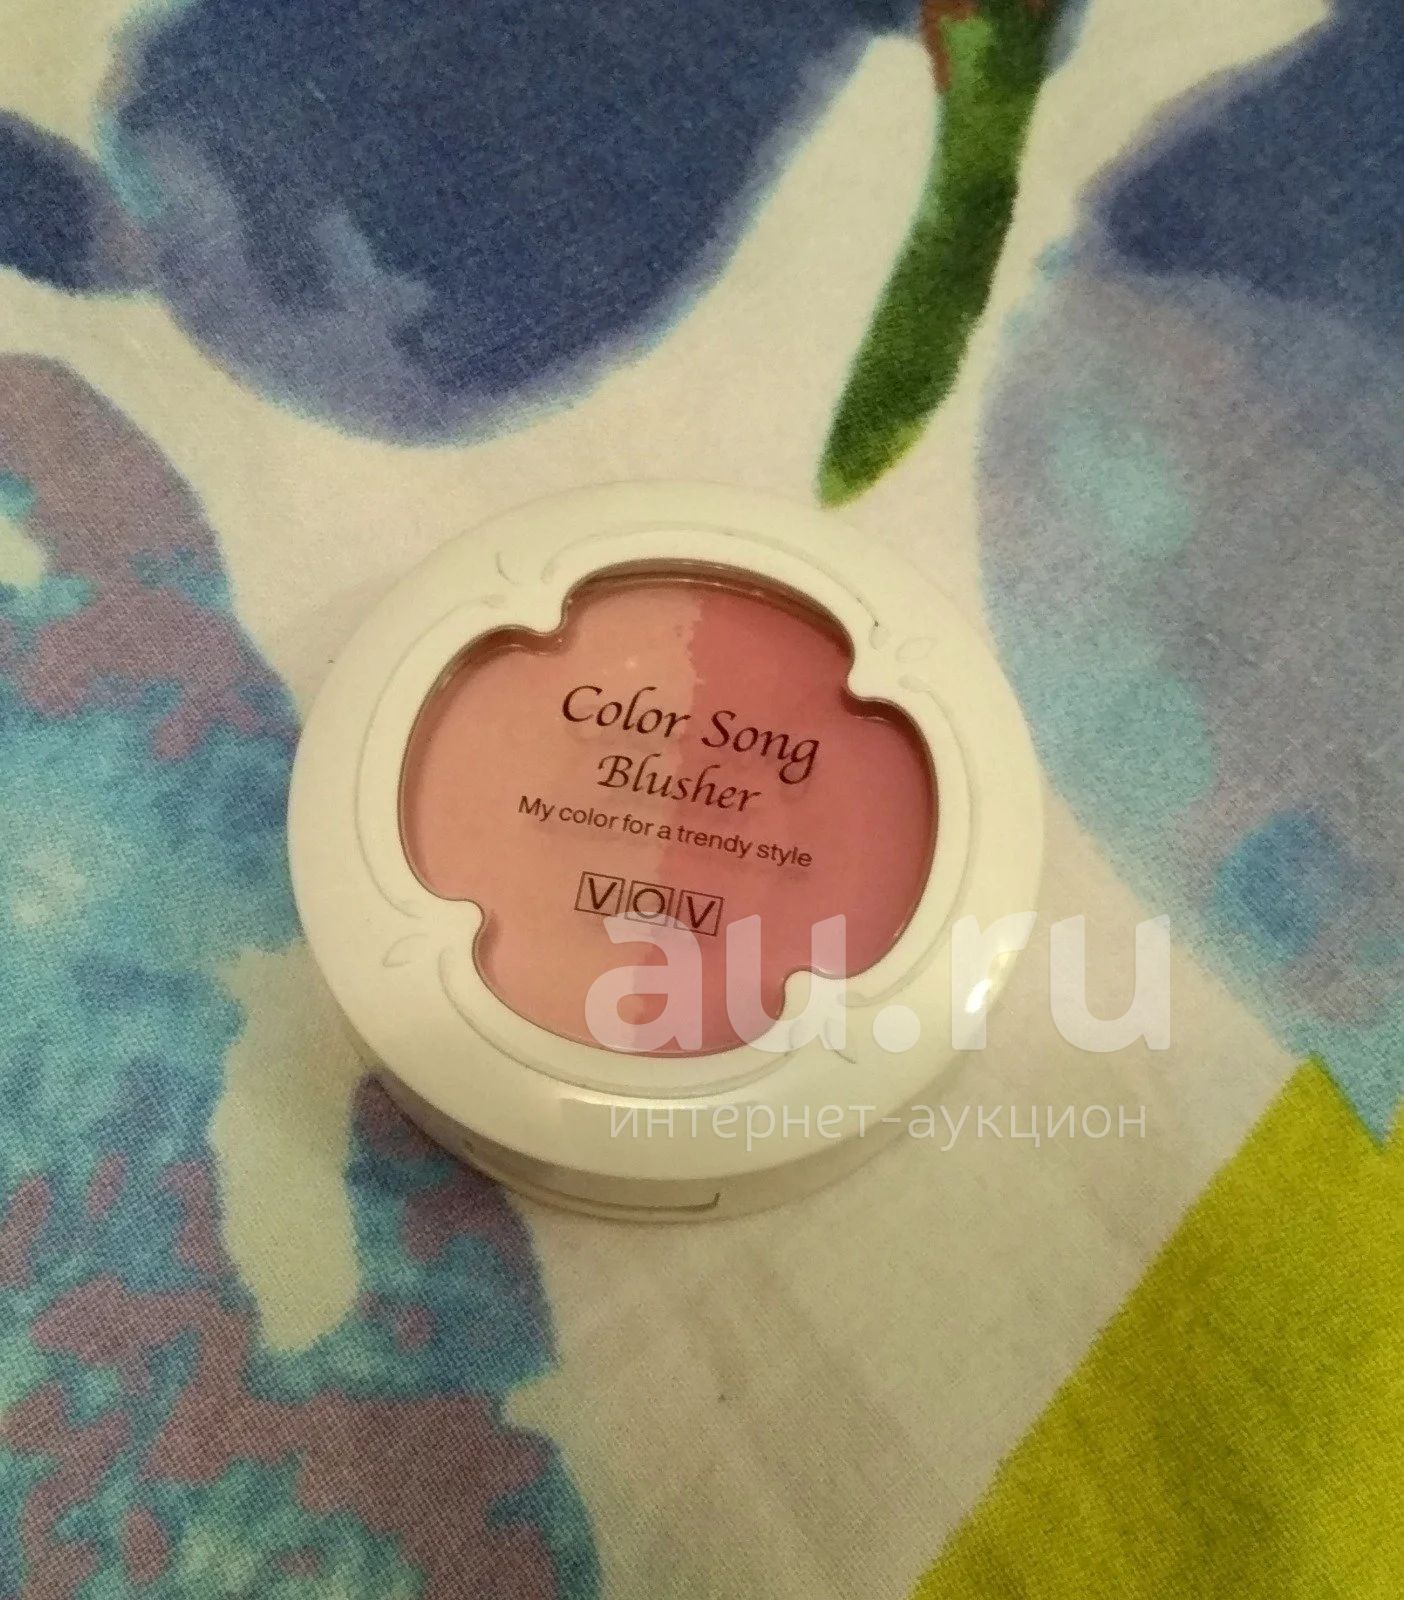 Color Song
Blusher
My color for a trendy style
VOV
au.ru
интернет-аукцион